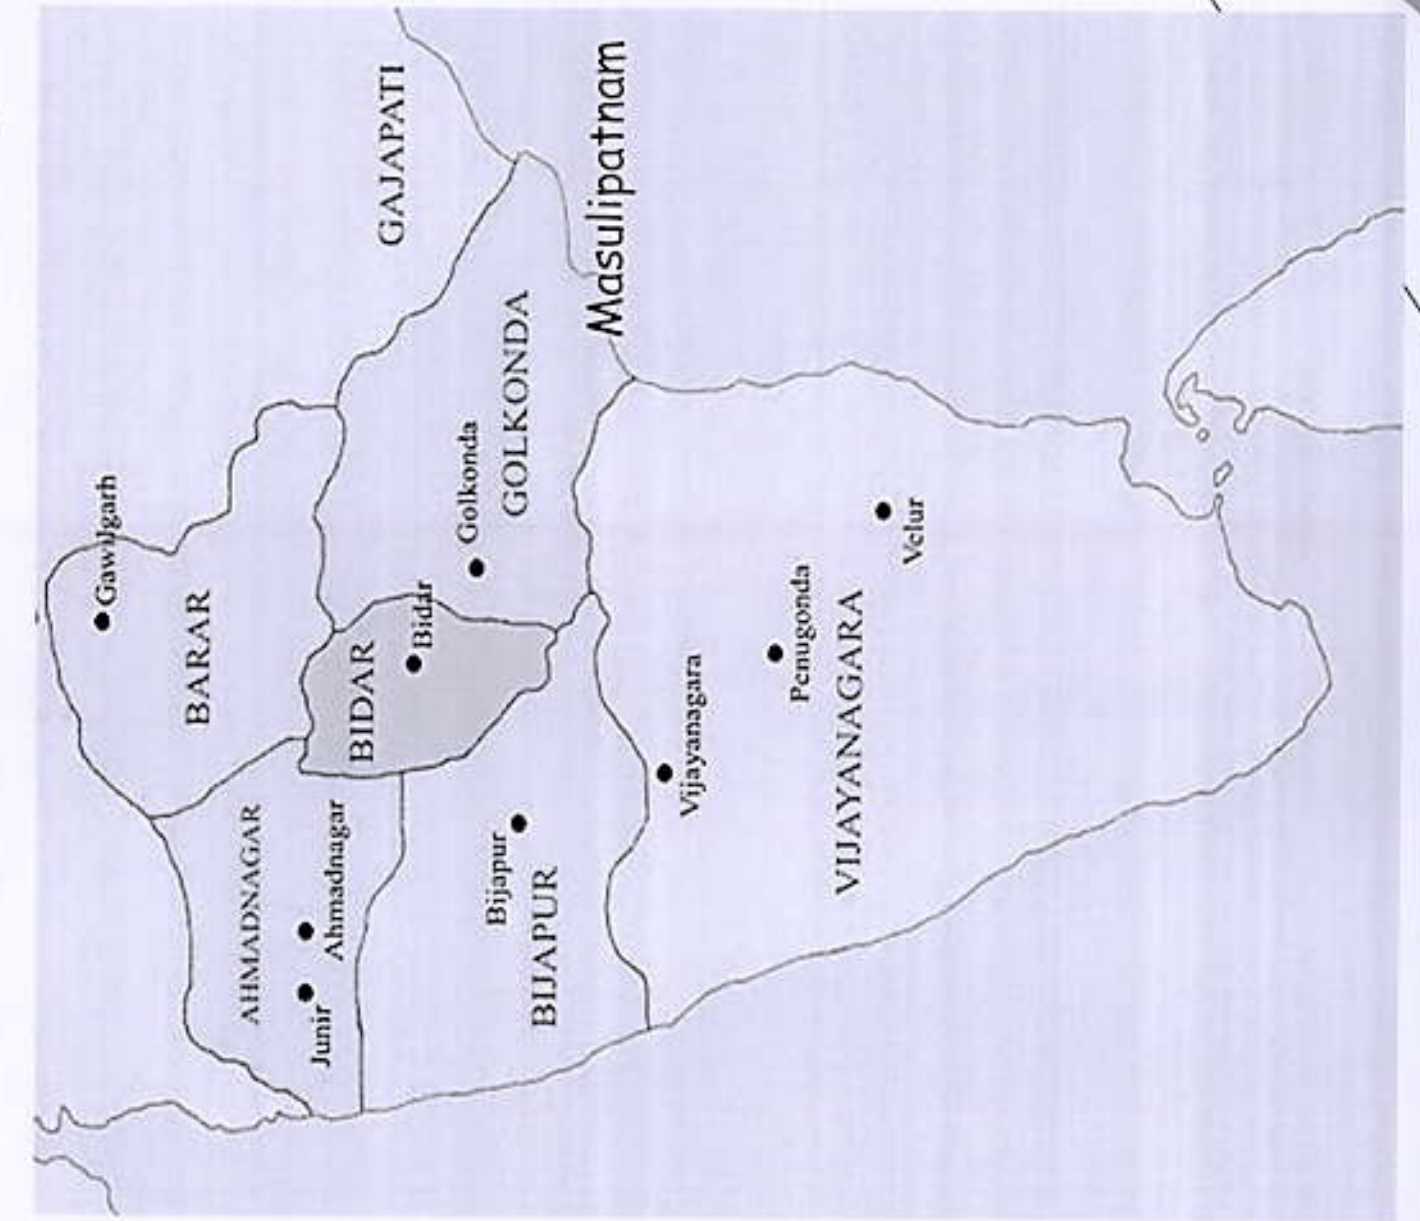 Gawilgarh
BARAR
AHMADNAGAR
Junir
Ahmadnagar
BIDAR
GAJAPATI
Bidar
Golkonda
Bijapur
GOLKONDA
BIJAPUR
Masulipatnam
Vijayanagara
Penugonda
VIJAYANAGARA
Velur